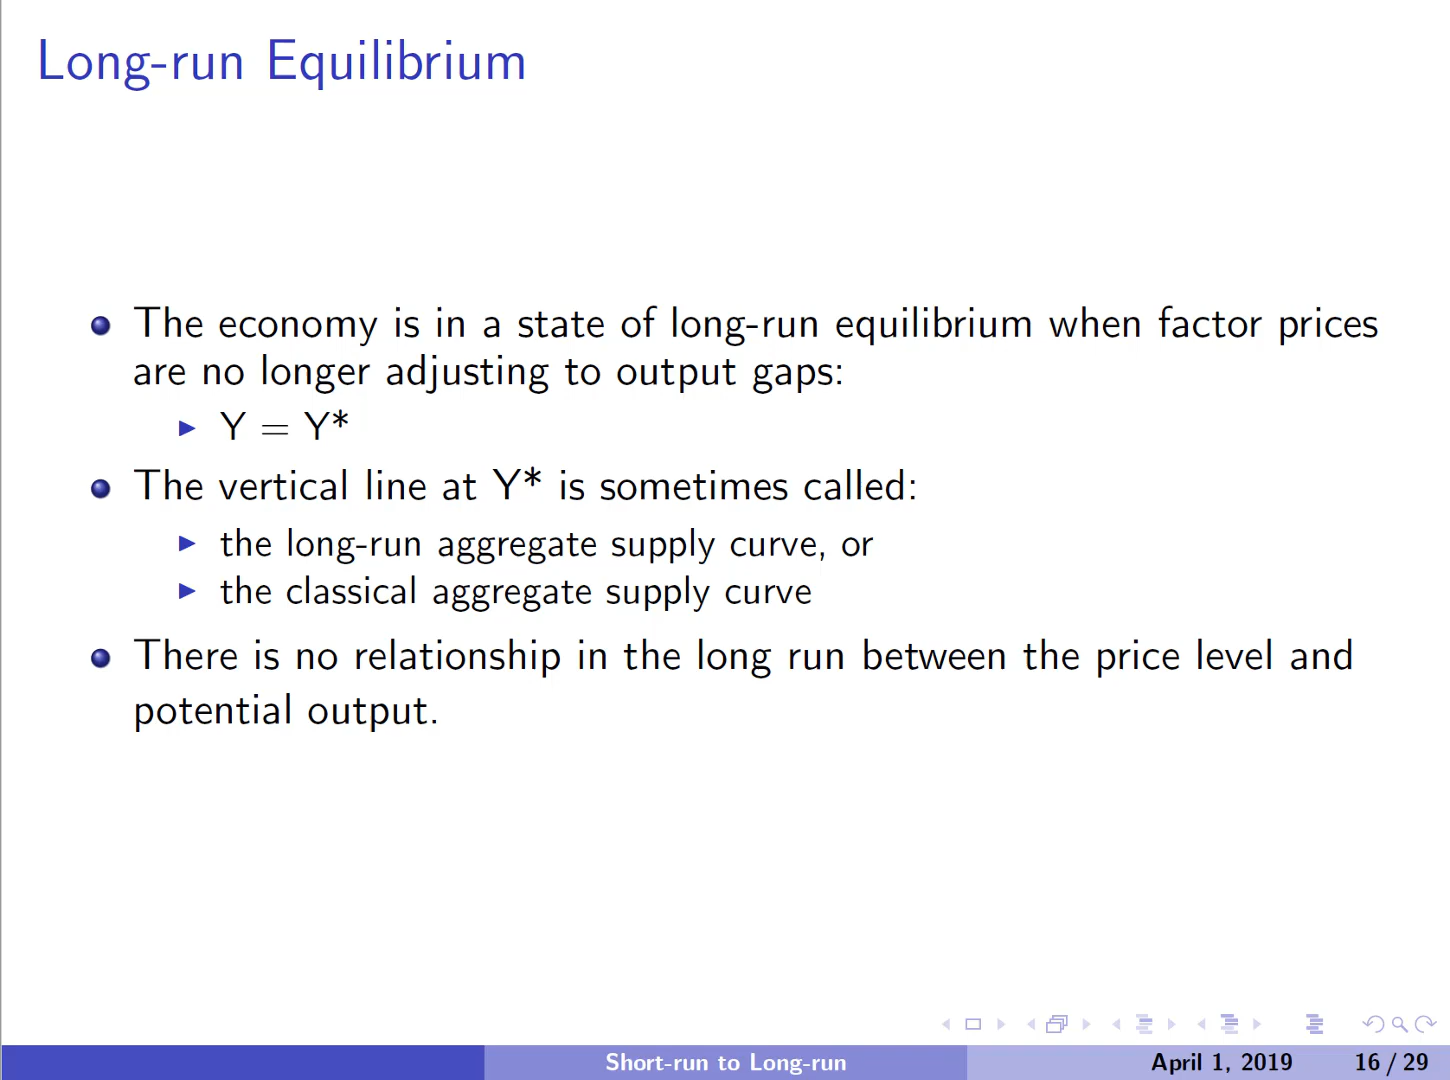 Long-run Equilibrium
The economy is in a state of long-run equilibrium when factor prices
are no longer adjusting to output gaps:
Y = Y*
The vertical line at Y* is sometimes called:
the long-run aggregate supply curve, or
the classical aggregate supply curve
There is no relationship in the long run between the price level and
potential output.
Short-run to Long-run April 1, 2019 16 / 29